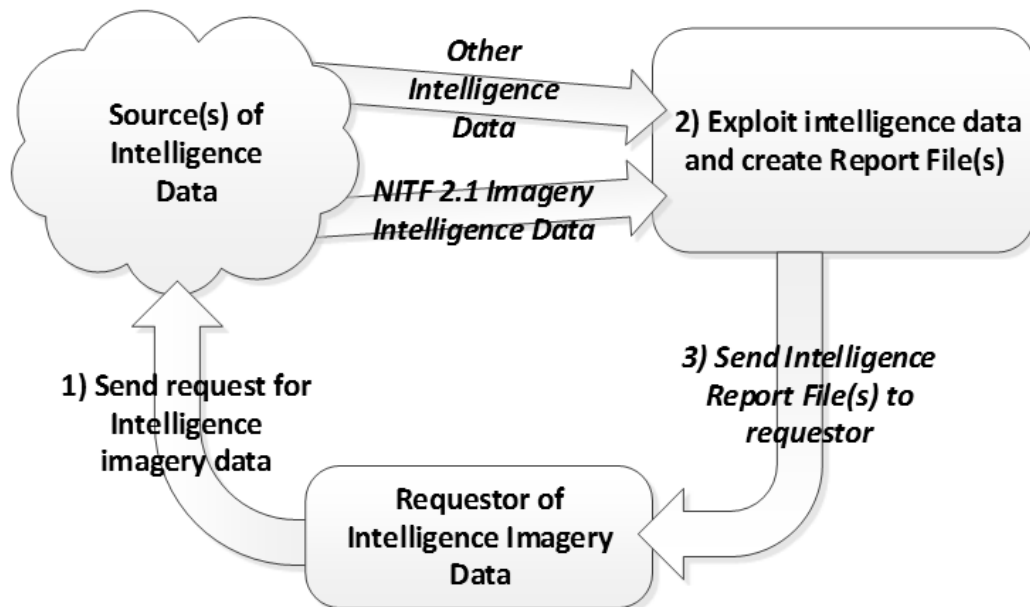 Source(s) of
Intelligence
Data
Other
Intelligence
Data
NITF 2.1 Imagery
Intelligence Data
2) Exploit intelligence data
and create Report File(s)
1) Send request for
Intelligence
imagery data
3) Send Intelligence
Report File(s) to
requestor
Requestor of
Intelligence Imagery
Data